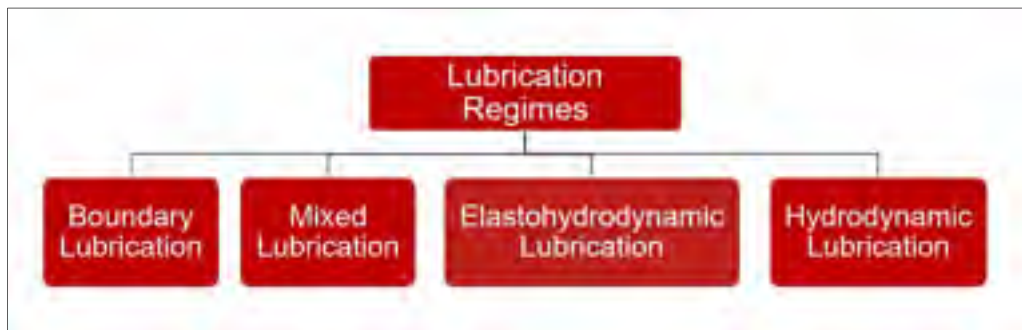 Lubrication
Regimes
Boundary
Lubrication
Mixed
Lubrication
Elastohydrodynamic
Lubrication
Hydrodynamic
Lubrication